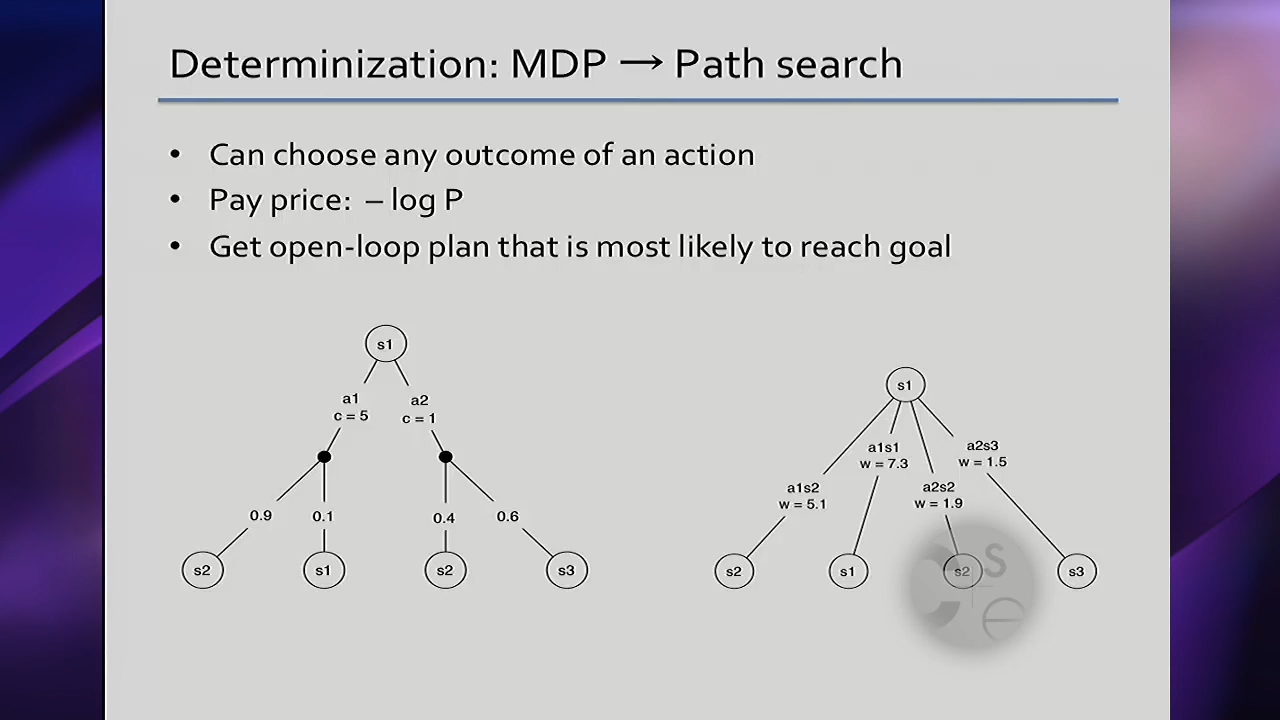 Determinization: MDP → Path search
• Can choose any outcome of an action
• Pay price: – log P
• Get open-loop plan that is most likely to reach goal
s1
a1
c = 5
a2
c = 1
0.9
0.1
0.4
0.6
s2
s1
s2
s3
s1
a1s1
w = 7.3
a2s3
w = 1.5
a1s2
w = 5.1
a2s2
w = 1.9
s2
s1
s2
s3
s
e